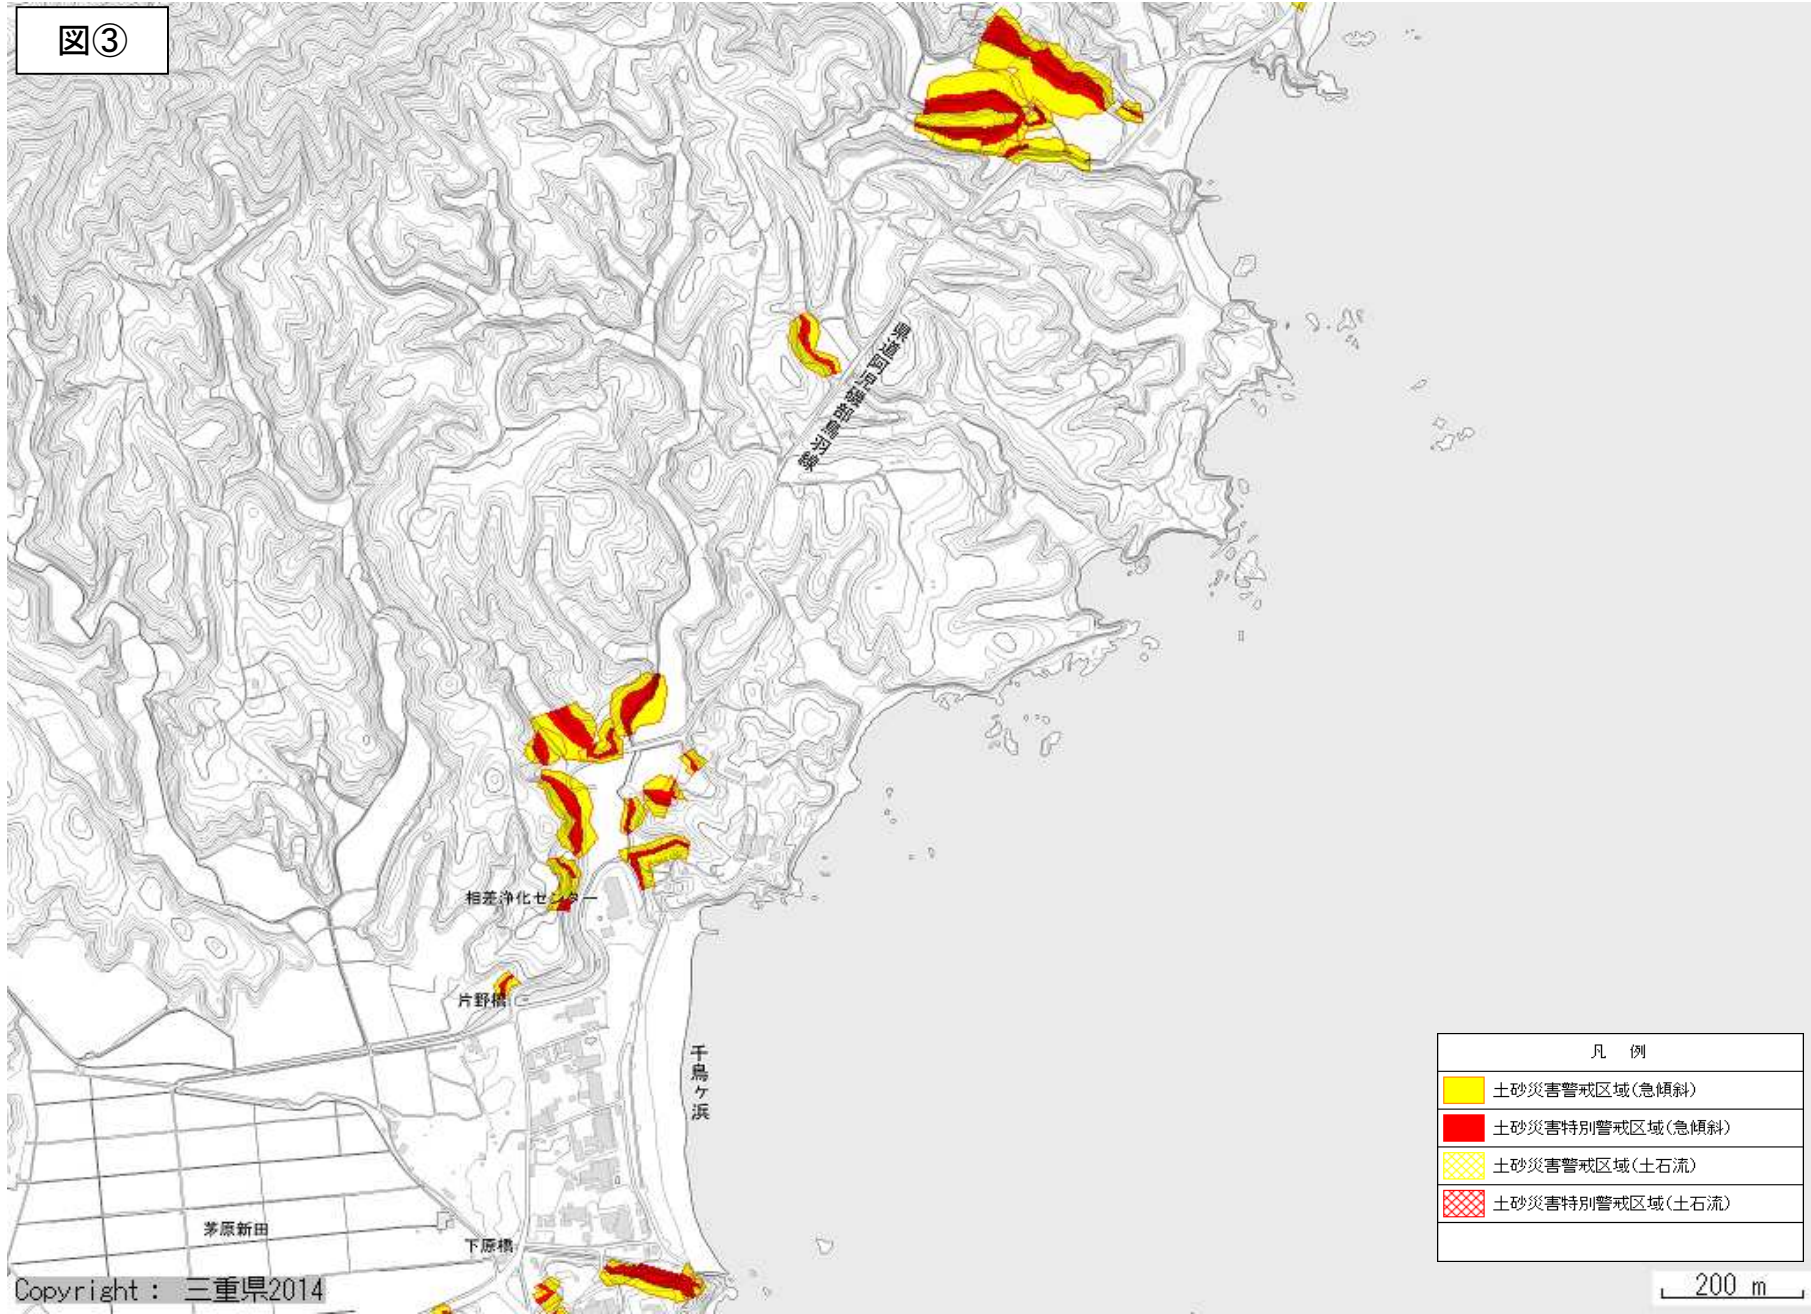 図③
県道阿児磯部鳥羽線
相差浄化センター
片野橋
千鳥ヶ浜
茅原新田
下原橋
凡 例
土砂災害警戒区域(急傾斜)
土砂災害特別警戒区域(急傾斜)
土砂災害警戒区域(土石流)
土砂災害特別警戒区域(土石流)
Copyright : 三重県2014
200 m